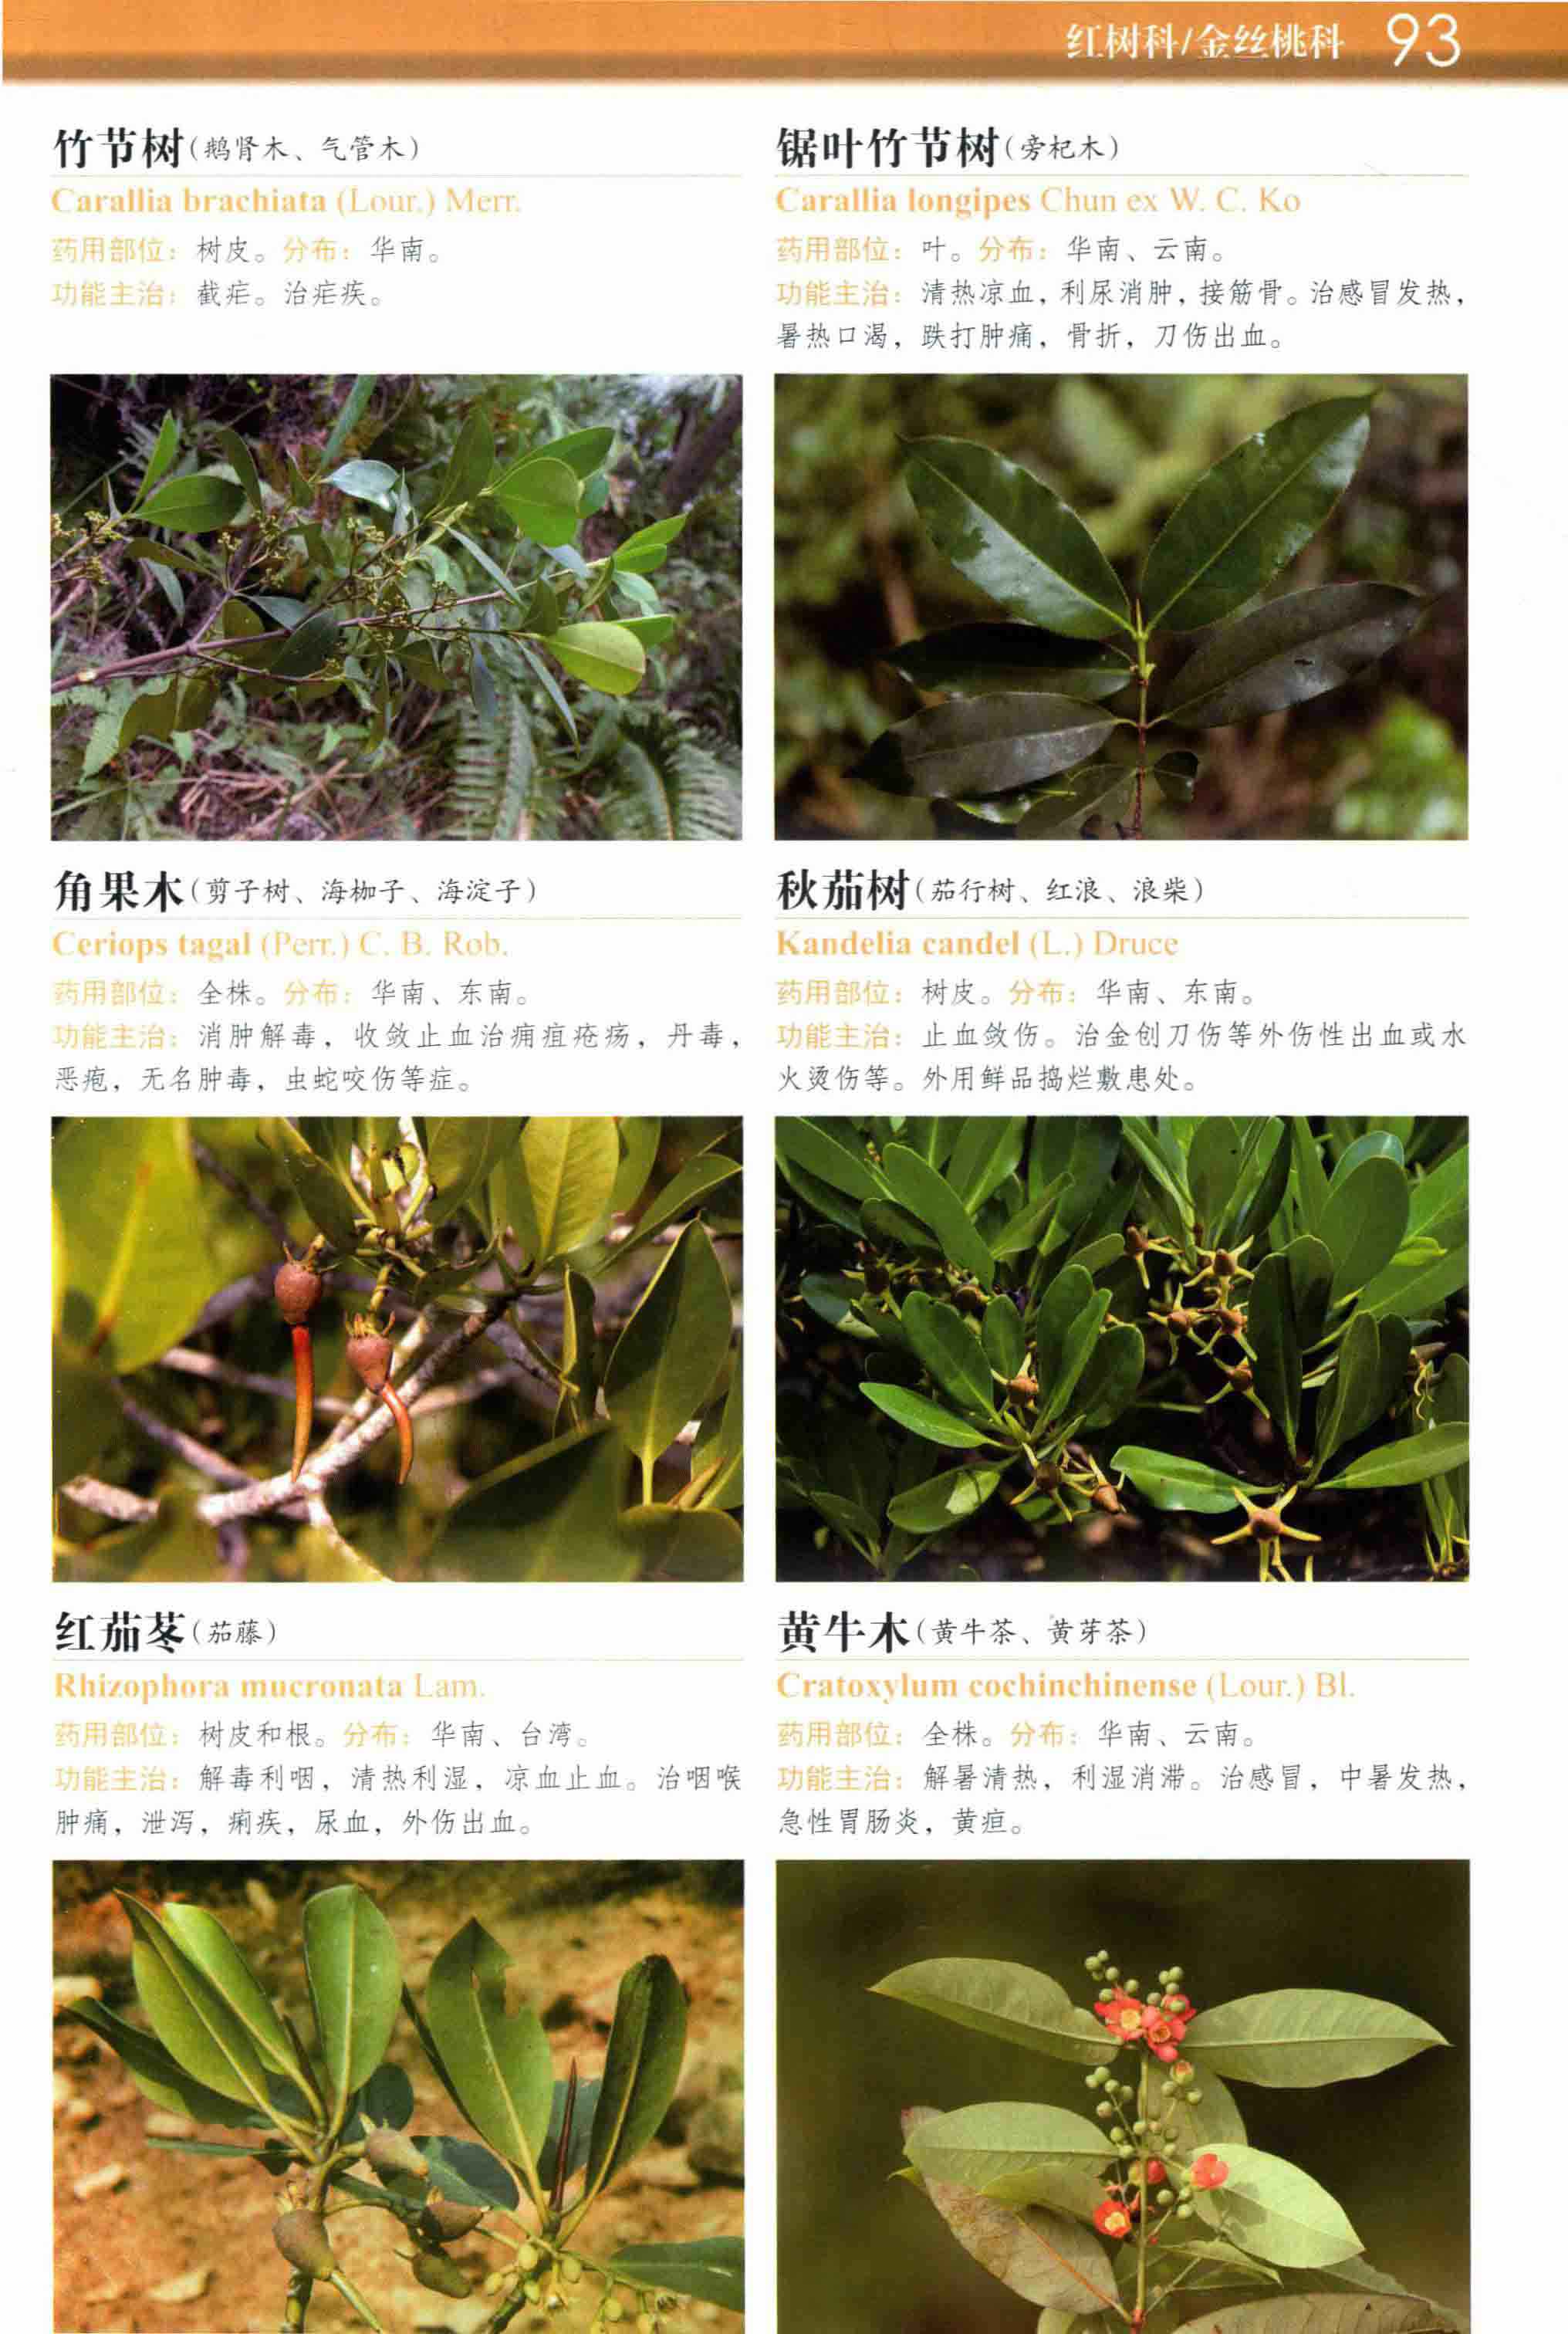 红树科/金丝桃科 93
竹节树(鹅肾木、气管木)
Carallia brachiata (Lour.) Merr.
药用部位：树皮。分布：华南。
功能主治：截疟。治疟疾。
锯叶竹节树(旁杞木)
Carallia longipes Chun ex W. C. Ko
药用部位：叶。分布：华南、云南。
功能主治：清热凉血，利尿消肿，接筋骨。治感冒发热，
暑热口渴，跌打肿痛，骨折，刀伤出血。
角果木(剪子树、海枷子、海淀子)
Ceriops tagal (Perr.) C. B. Rob.
药用部位：全株。分布：华南、东南。
功能主治：消肿解毒，收敛止血治痈疽疮疡，丹毒，
恶疱，无名肿毒，虫蛇咬伤等症。
秋茄树(茄行树、红浪、浪柴)
Kandelia candel (L.) Druce
药用部位：树皮。分布：华南、东南。
功能主治：止血敛伤。治金创刀伤等外伤性出血或水
火烫伤等。外用鲜品捣烂敷患处。
红茄苳(茄藤)
Rhizophora mucronata Lam.
药用部位：树皮和根。分布：华南、台湾。
功能主治：解毒利咽，清热利湿，凉血止血。治咽喉
肿痛，泄泻，痢疾，尿血，外伤出血。
黄牛木(黄牛茶、黄芽茶)
Cratoxylum cochinchinense (Lour.) Bl.
药用部位：全株。分布：华南、云南。
功能主治：解暑清热，利湿消滞。治感冒，中暑发热，
急性胃肠炎，黄疸。